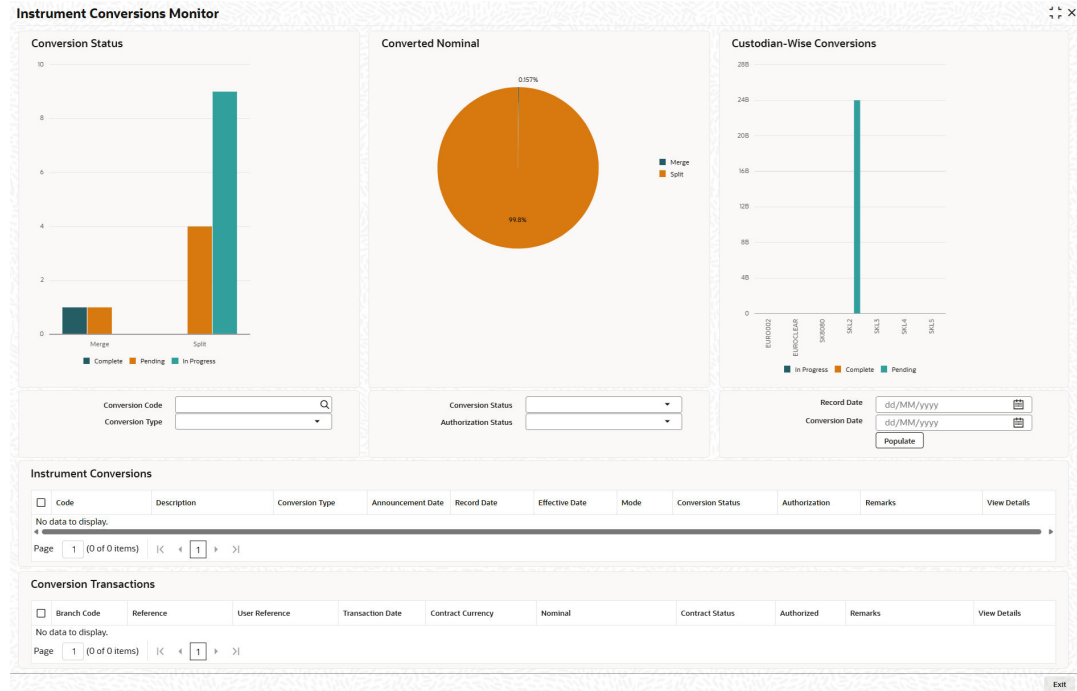 Instrument Conversions Monitor
Conversion Status
10
8
6
4
2
0
Merge
Split
Complete Pending In Progress
Converted Nominal
0.157%
99.8%
Merge
Split
Custodian-Wise Conversions
28B
24B
20B
16B
12B
8B
4B
0
EURO002
EUROCLEAR
SK8080
SKL2
SKL3
SKL4
SKL5
In Progress Complete Pending
Conversion Code
Conversion Type
Conversion Status
Authorization Status
Record Date dd/MM/yyyy
Conversion Date dd/MM/yyyy
Populate
Instrument Conversions
Code Description Conversion Type Announcement Date Record Date Effective Date Mode Conversion Status Authorization Remarks View Details
No data to display.
Page 1 (0 of 0 items) 1
Conversion Transactions
Branch Code Reference User Reference Transaction Date Contract Currency Nominal Contract Status Authorized Remarks View Details
No data to display.
Page 1 (0 of 0 items) 1
Exit